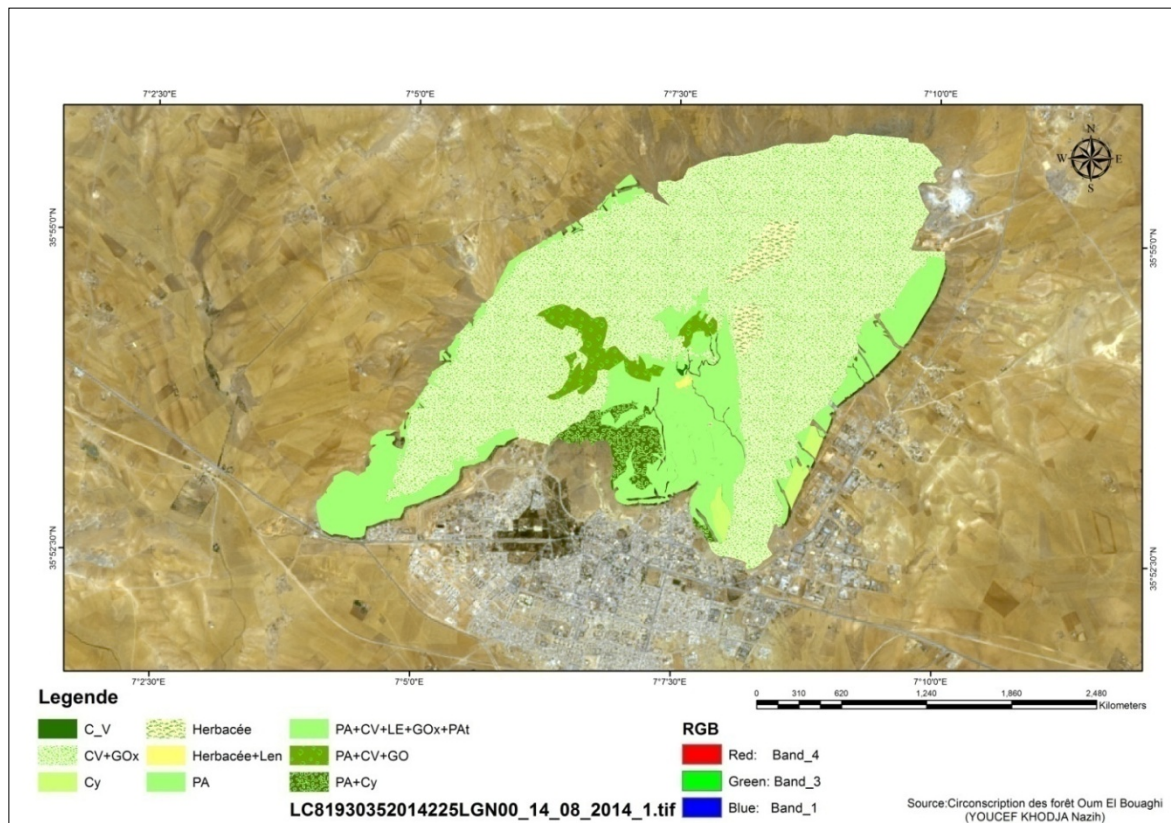 7°2'30"E 7°5'0"E 7°7'30"E 7°10'0"E
N
W E
S
35°55'0"N 35°55'0"N
35°52'30"N 35°52'30"N
7°2'30"E 7°5'0"E 7°7'30"E 7°10'0"E
Legende
C_V Herbacée PA+CV+LE+GOx+PAt
CV+GOx Herbacée+Len PA+CV+GO
Cy PA PA+Cy
LC81930352014225LGN00_14_08_2014_1.tif
0 310 620 1,240 1,860 2,480
Kilometers
RGB
Red: Band_4
Green: Band_3
Blue: Band_1
Source:Circonscription des forêt Oum El Bouaghi
(YOUCEF KHODJA Nazih)